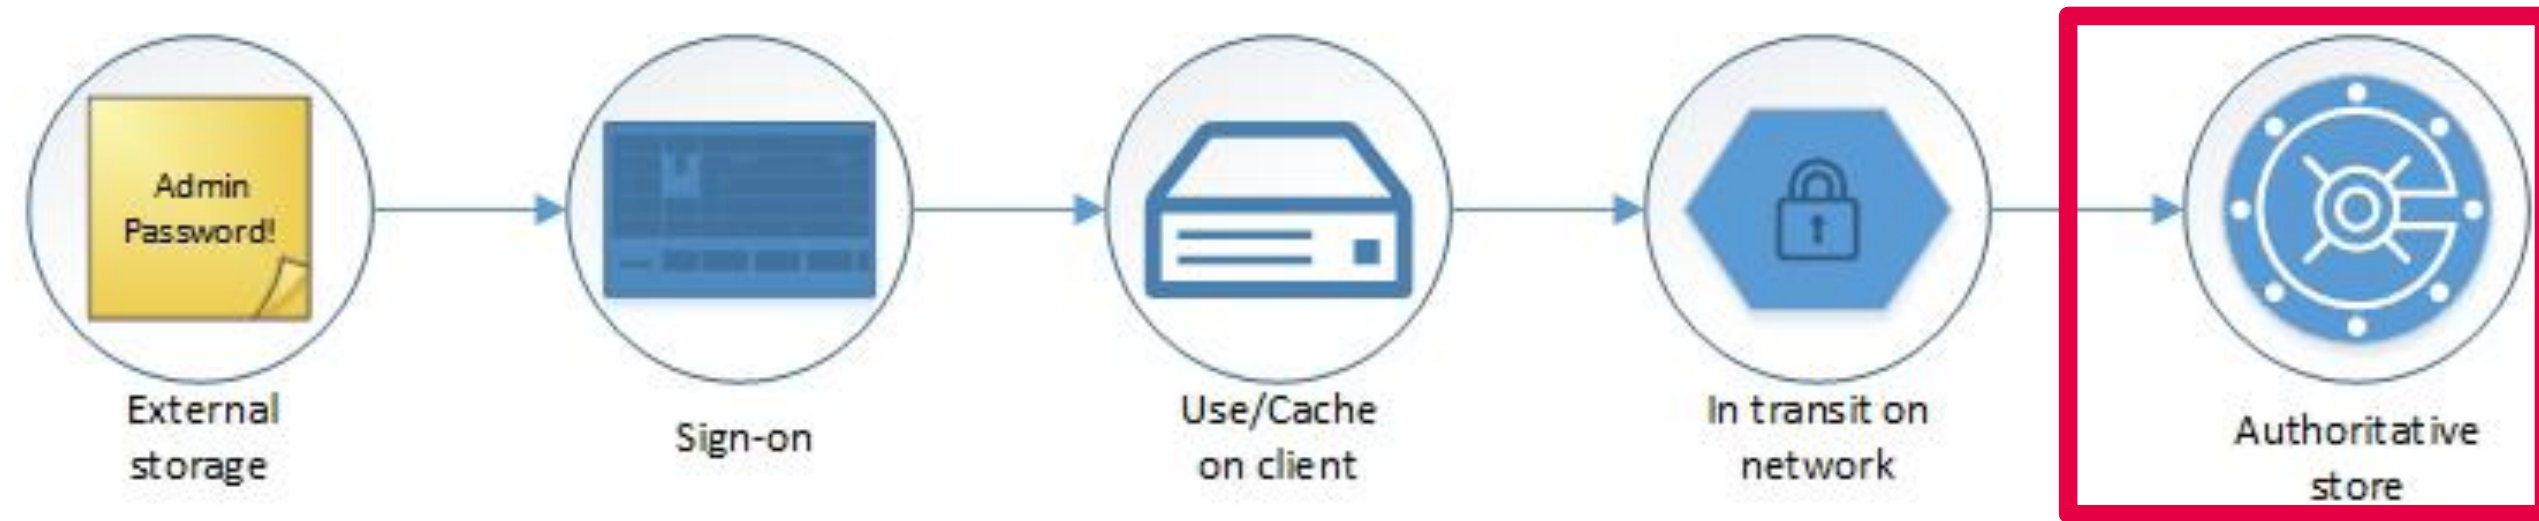 Admin
Password!
External
storage
Sign-on
Use/Cache
on client
In transit on
network
Authoritative
store